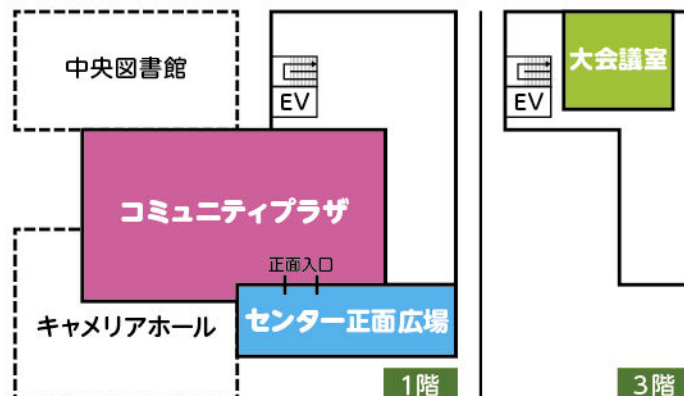 中央図書館
EV
コミュニティプラザ
正面入口
キャメリアホール
センター正面広場
1階
大会議室
EV
3階